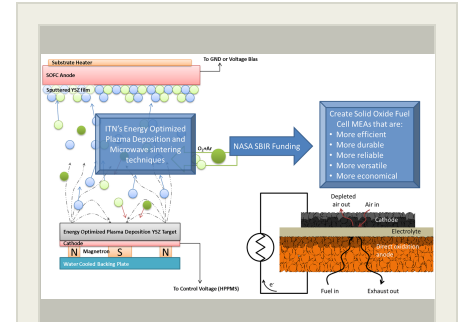 Substrate Heater
To GND or Voltage Bias
SOFC Anode
Sputtered YSZ film
ITN's Energy Optimized
Plasma Deposition and
Microwave sintering
techniques
O₂+Ar
NASA SBIR Funding
Create Solid Oxide Fuel
Cell MEAs that are:
• More efficient
• More durable
• More reliable
• More versatile
• More economical
Energy Optimized Plasma Deposition YSZ Target
Cathode
Magnetron
N S N
Water Cooled Backing Plate
To Control Voltage (HPPMS)
Depleted
air out
Air in
Cathode
Electrolyte
Direct oxidation
anode
e⁻
Fuel in
Exhaust out